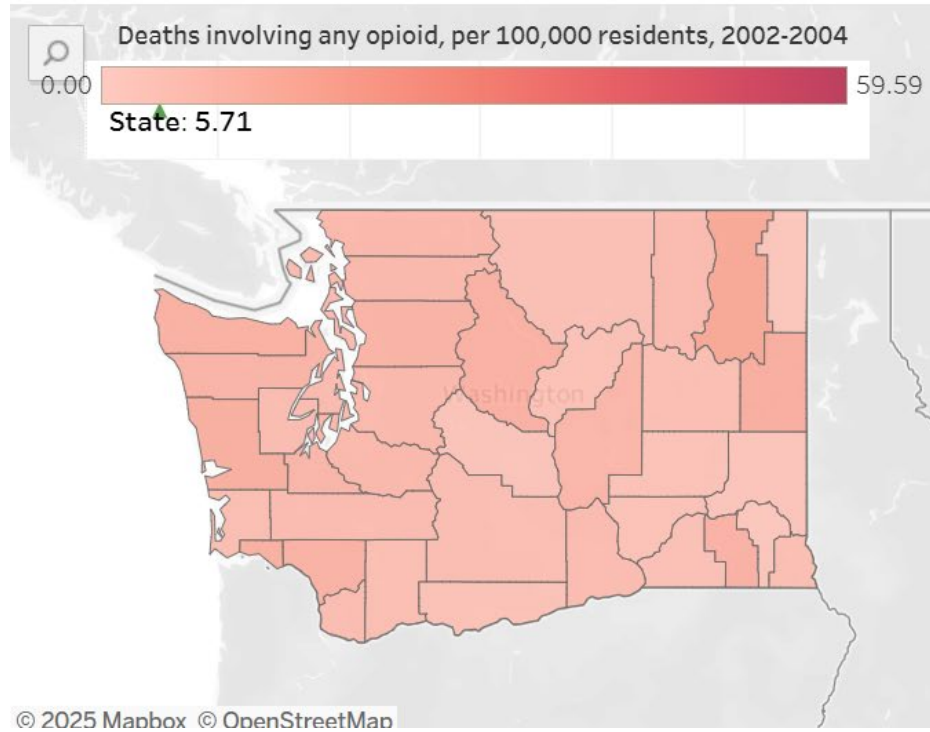 Deaths involving any opioid, per 100,000 residents, 2002-2004
0.00 59.59
State: 5.71
Washington
© 2025 Mapbox © OpenStreetMap